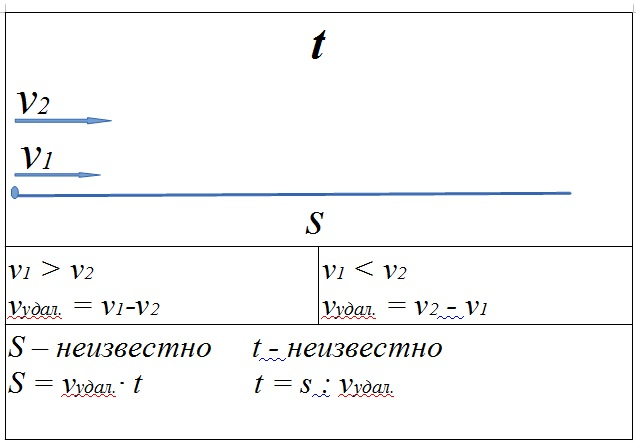 t
v2
v1
s
v1 > v2
vудал. = v1-v2
v1 < v2
vудал. = v2 - v1
S – неизвестно t - неизвестно
S = vудал.· t t = s : vудал.